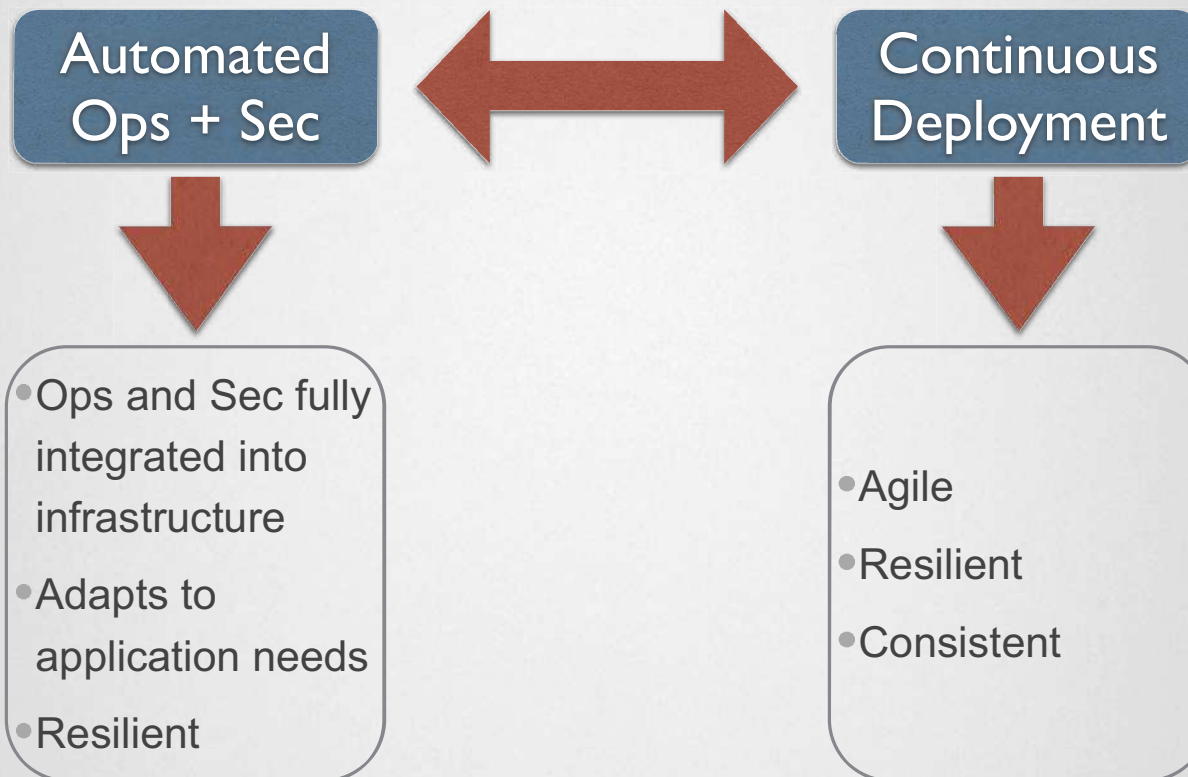 Automated
Ops + Sec
Continuous
Deployment
•Ops and Sec fully
integrated into
infrastructure
•Adapts to
application needs
•Resilient
•Agile
•Resilient
•Consistent